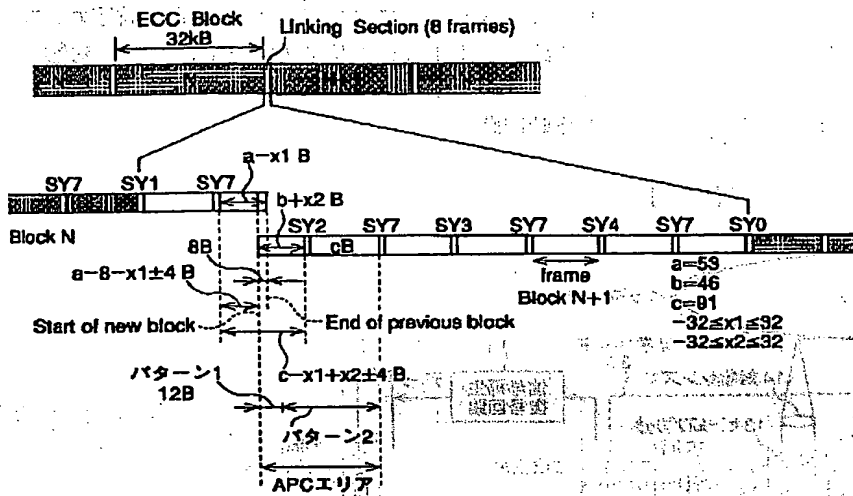 ECC Block
32kB
Linking Section (8 frames)
a-x1 B
SY7 SY1 SY7
b+x2 B
SY2 SY7 SY3 SY7 SY4 SY7 SY0
Block N
8B
cB
a-8-x1±4 B
frame
Block N+1
a=53
b=46
c=91
-32≤x1≤32
-32≤x2≤32
Start of new block
End of previous block
c-x1+x2±4 B
パターン1
12B
パターン2
APCエリア